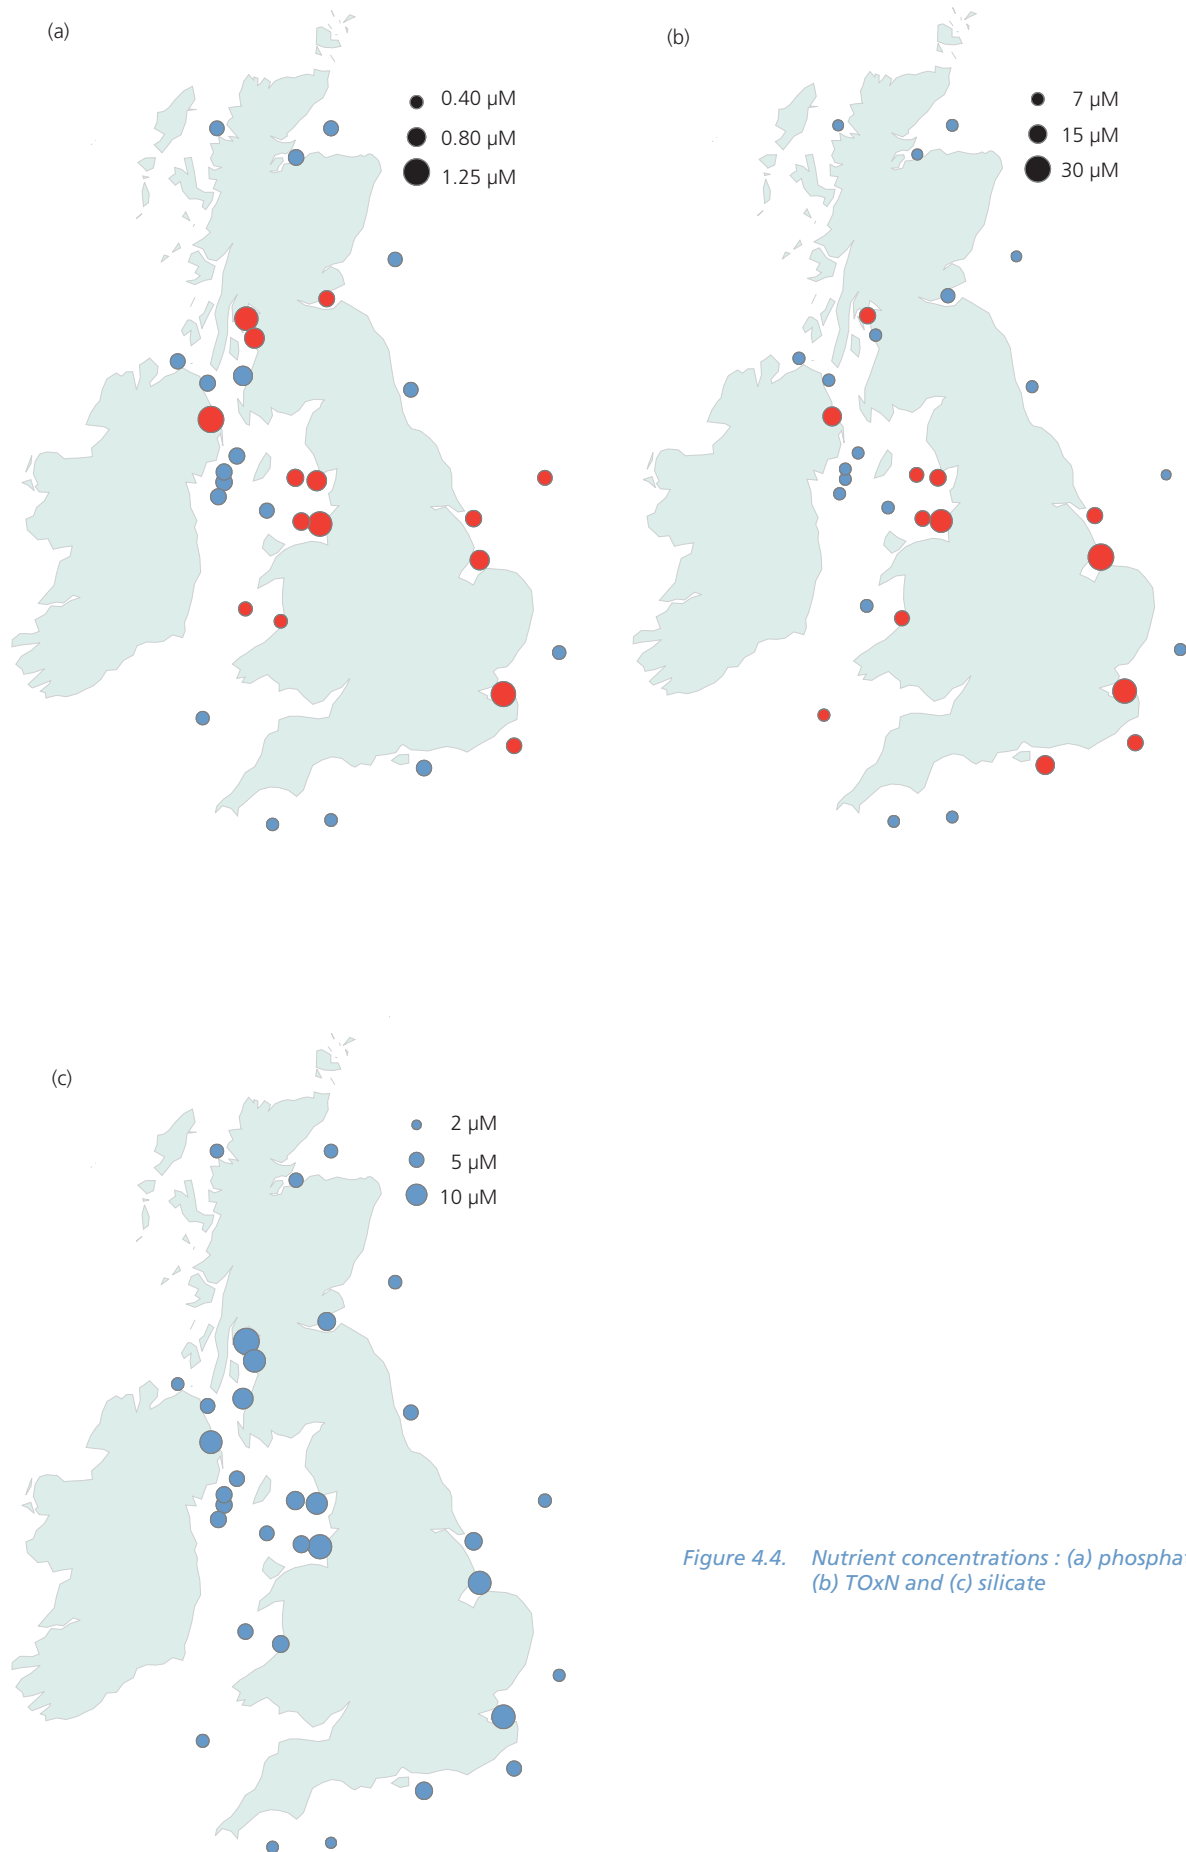 (a)
0.40 µM
0.80 µM
1.25 µM
(b)
7 µM
15 µM
30 µM
(c)
2 µM
5 µM
10 µM
Figure 4.4. Nutrient concentrations : (a)
(b) TOxN and (c) silicate